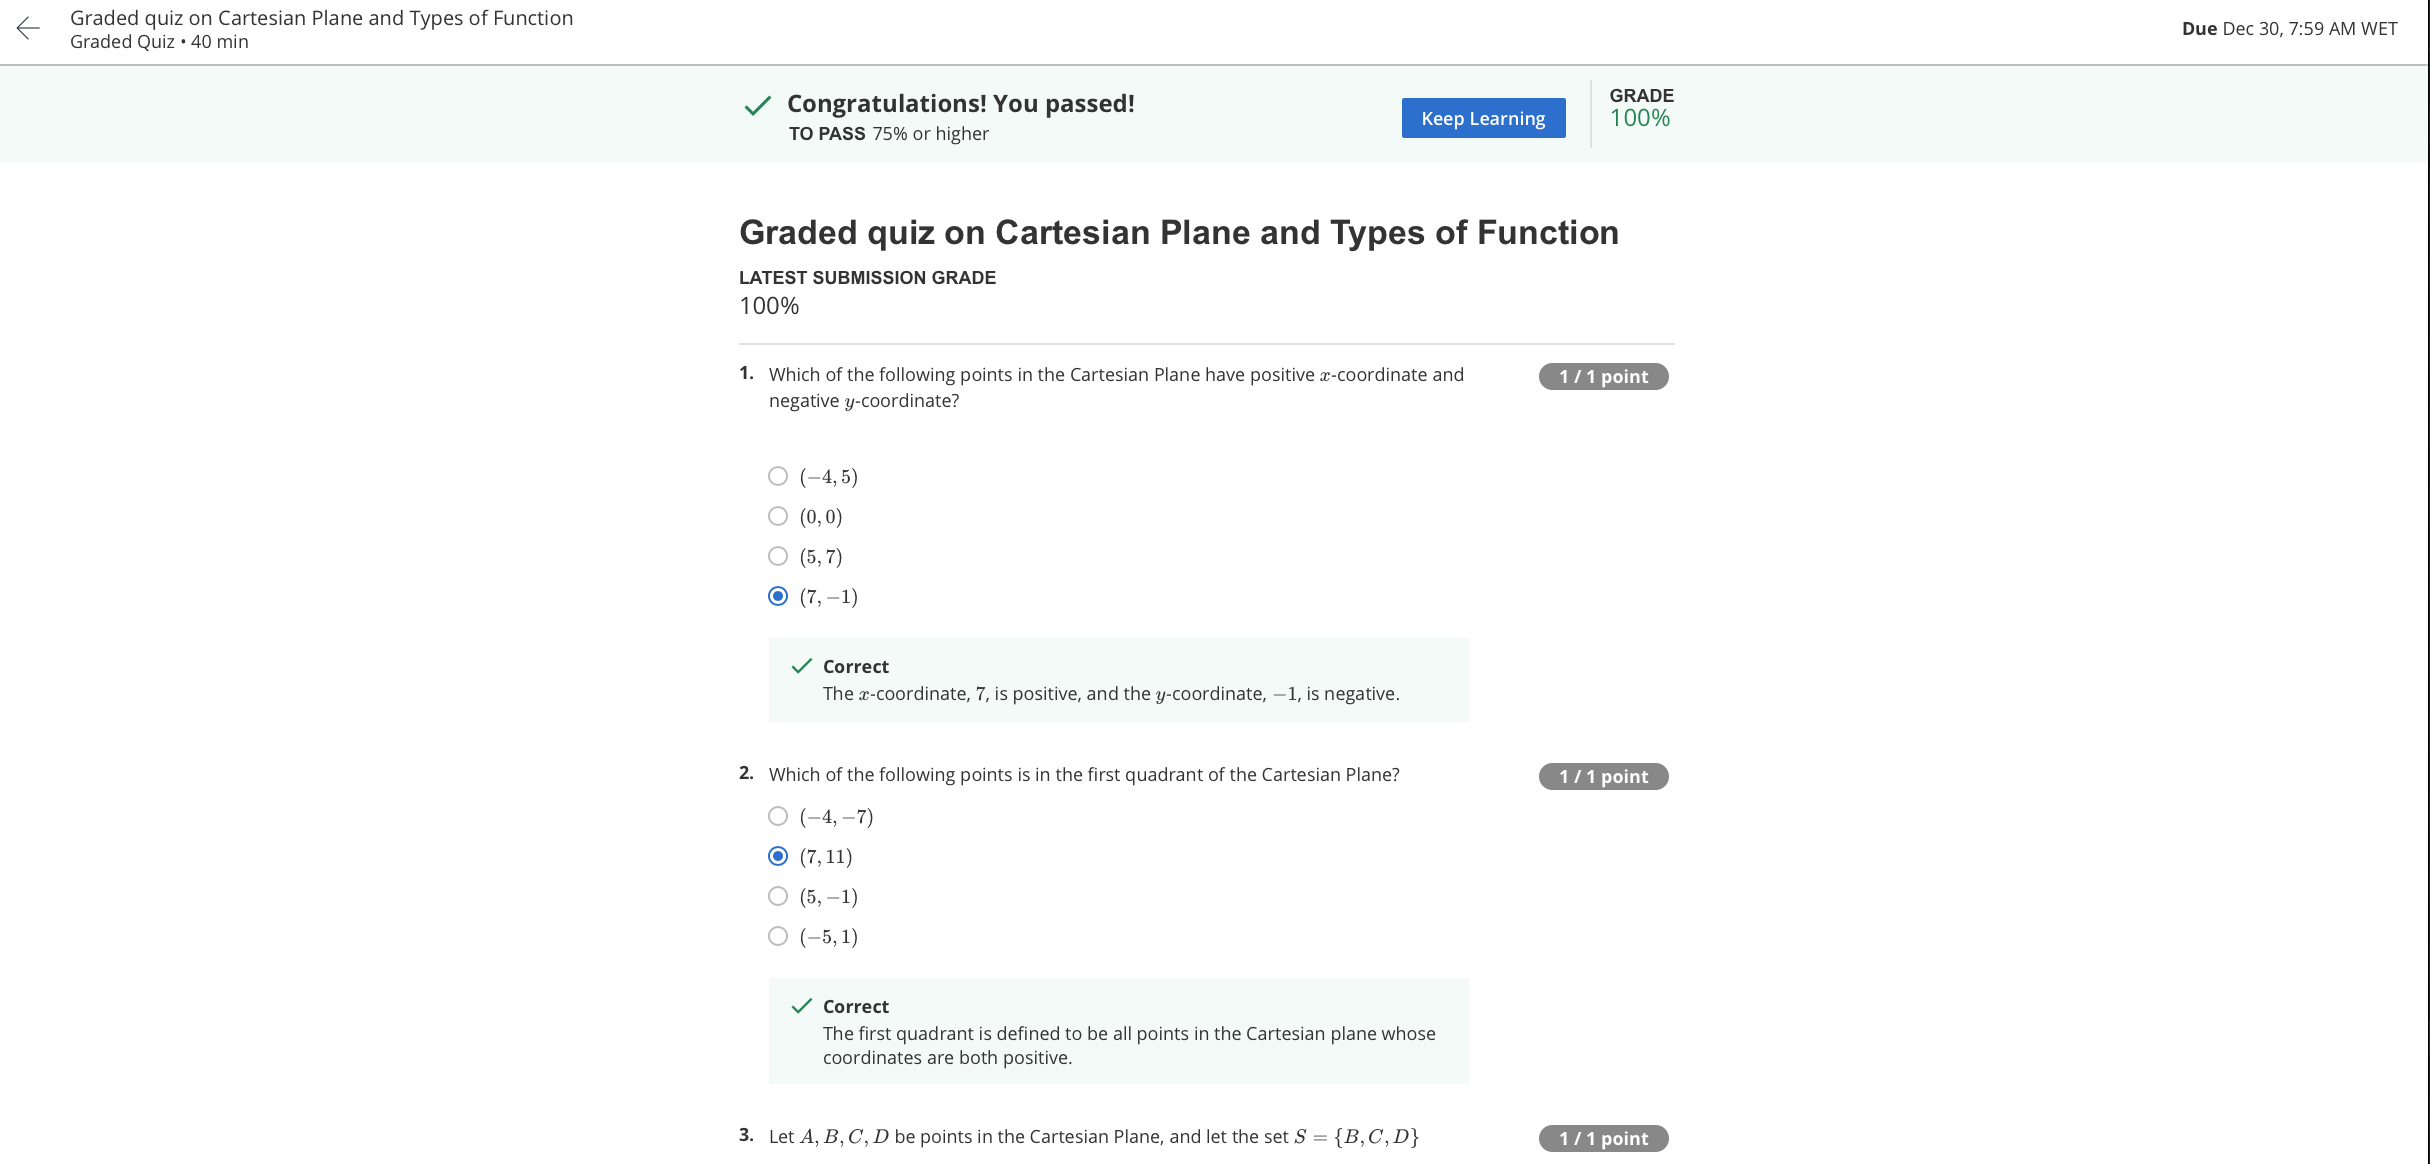 Graded quiz on Cartesian Plane and Types of Function
Graded Quiz • 40 min
Due Dec 30, 7:59 AM WET
Congratulations! You passed!
TO PASS 75% or higher
Keep Learning
GRADE
100%
Graded quiz on Cartesian Plane and Types of Function
LATEST SUBMISSION GRADE
100%
1. Which of the following points in the Cartesian Plane have positive x-coordinate and
negative y-coordinate?
1 / 1 point
(−4, 5)
(0, 0)
(5, 7)
(7, −1)
Correct
The x-coordinate, 7, is positive, and the y-coordinate, −1, is negative.
2. Which of the following points is in the first quadrant of the Cartesian Plane?
1 / 1 point
(−4, −7)
(7, 11)
(5, −1)
(−5, 1)
Correct
The first quadrant is defined to be all points in the Cartesian plane whose
coordinates are both positive.
3. Let A, B, C, D be points in the Cartesian Plane, and let the set S = {B, C, D}
1 / 1 point